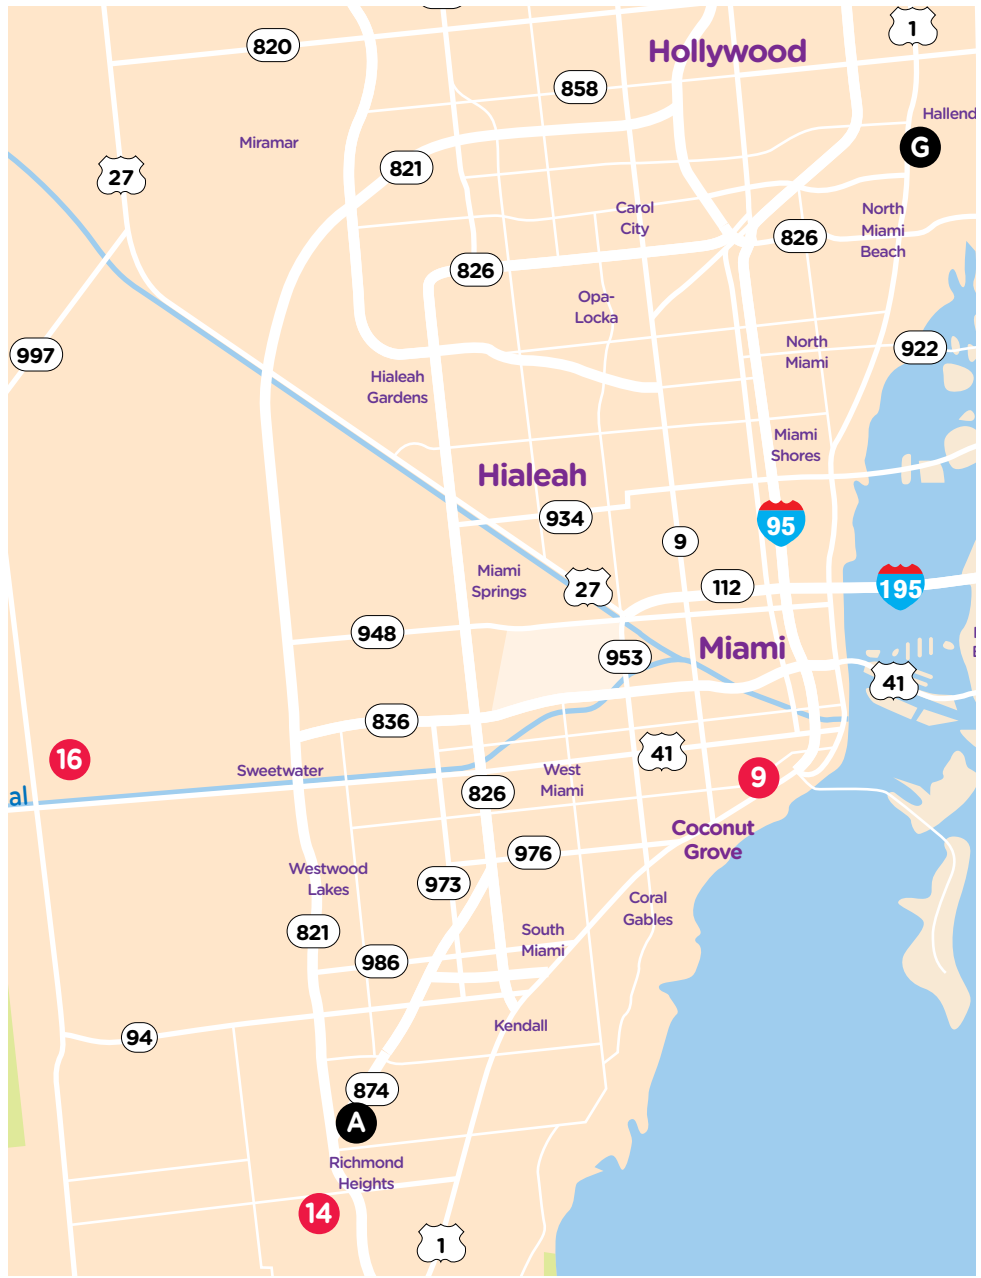 1
820
Hollywood
858
Hallend
Miramar
G
821
27
Carol
City
North
Miami
Beach
826
826
Opa-
Locka
997
North
Miami
922
Hialeah
Gardens
Miami
Shores
Hialeah
934
95
9
Miami
Springs
27
112
195
948
Miami
953
41
836
16
41
Sweetwater
West
Miami
9
al
826
Coconut
Grove
976
Westwood
Lakes
973
Coral
Gables
821
South
Miami
986
Kendall
94
874
A
Richmond
Heights
14
1